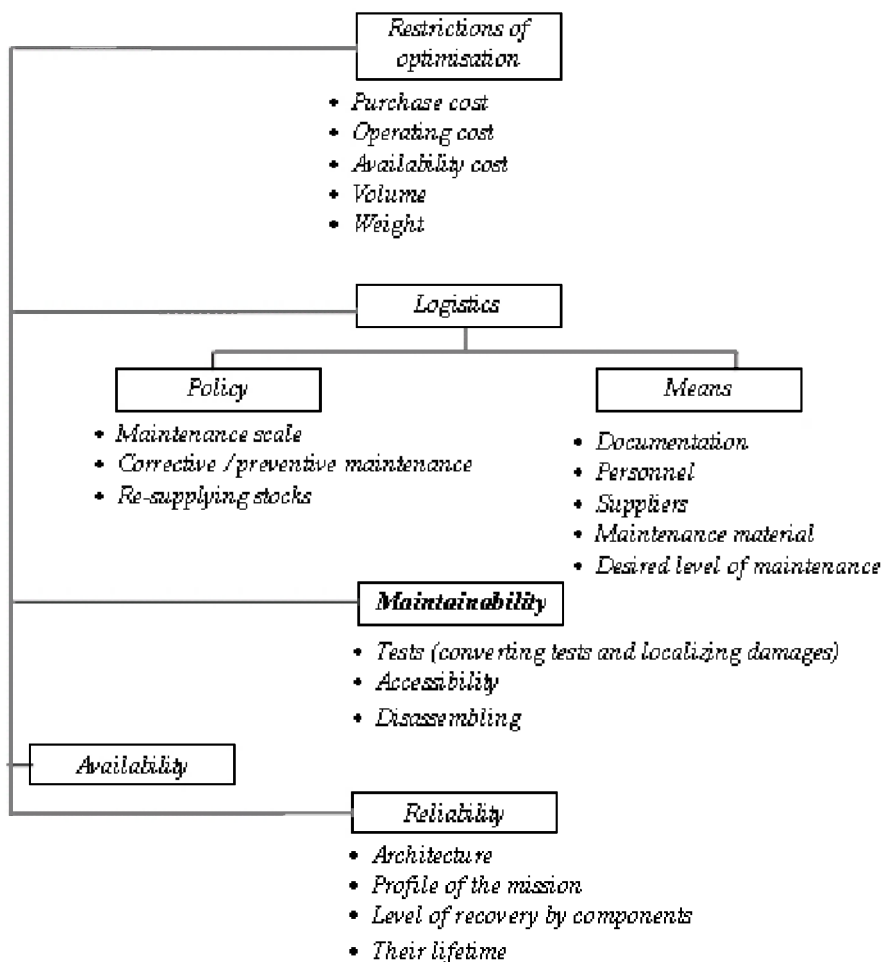 Restrictions of
optimisation
• Purchase cost
• Operating cost
• Availability cost
• Volume
• Weight
Logistics
Policy
• Maintenance scale
• Corrective / preventive maintenance
• Re-supplying stocks
Means
• Documentation
• Personnel
• Suppliers
• Maintenance material
• Desired level of maintenance
Maintainability
• Tests (converting tests and localizing damages)
• Accessibility
• Disassembling
Availability
Reliability
• Architecture
• Profile of the mission
• Level of recovery by components
• Their lifetime